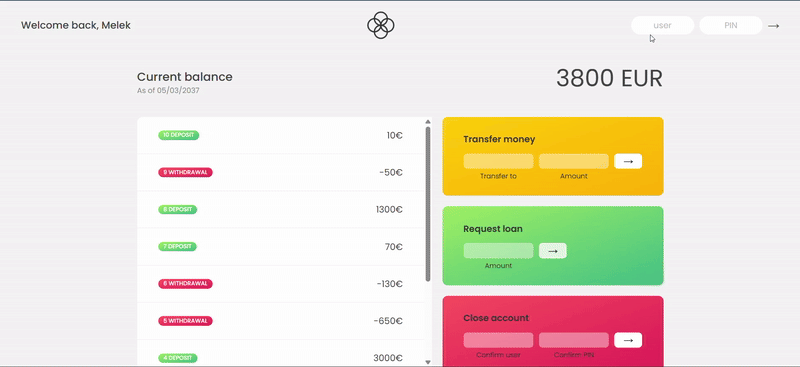 Welcome back, Melek
user
PIN
→
Current balance
As of 05/03/2037
3800 EUR
10 DEPOSIT 10€
9 WITHDRAWAL -50€
8 DEPOSIT 1300€
7 DEPOSIT 70€
6 WITHDRAWAL -130€
5 WITHDRAWAL -650€
4 DEPOSIT 3000€
Transfer money
→
Transfer to Amount
Request loan
→
Amount
Close account
→
Confirm user Confirm PIN